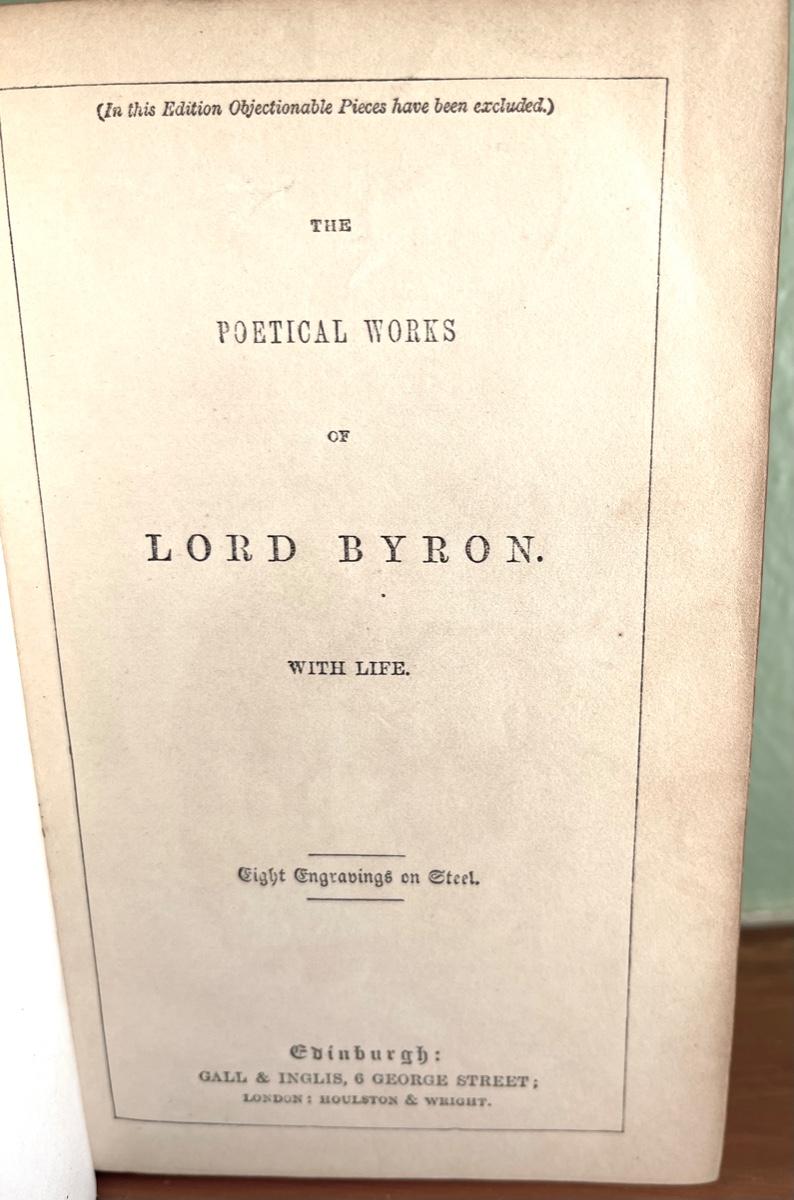 (In this Edition Objectionable Pieces have been excluded.)
THE
POETICAL WORKS
OF
LORD BYRON.
WITH LIFE.
Eight Engravings on Steel.
Edinburgh:
GALL & INGLIS, 6 GEORGE STREET;
LONDON: HOULSTON & WRIGHT.